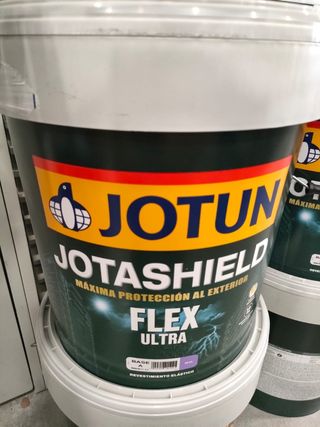 JOTUN
JOTASHIELD
MÁXIMA PROTECCIÓN AL EXTERIOR
FLEX
ULTRA
BASE
A
REVESTIMIENTO ELÁSTICO